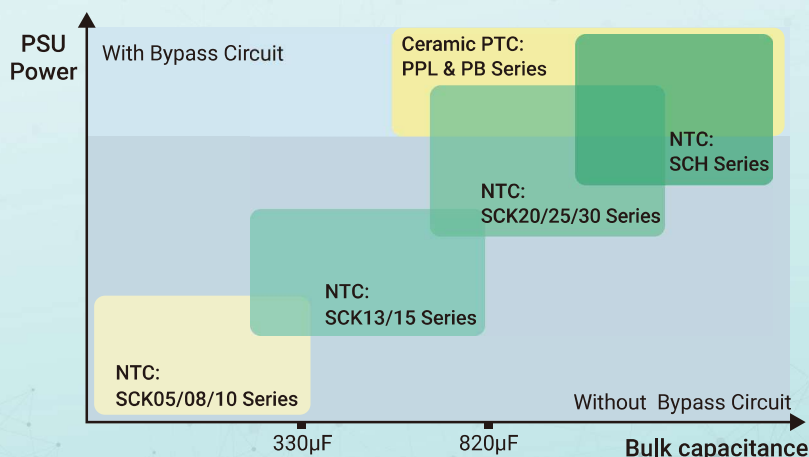 PSU
Power
With Bypass Circuit
Ceramic PTC:
PPL & PB Series
NTC:
SCH Series
NTC:
SCK20/25/30 Series
NTC:
SCK13/15 Series
NTC:
SCK05/08/10 Series
Without Bypass Circuit
330μF
820μF
Bulk capacitance